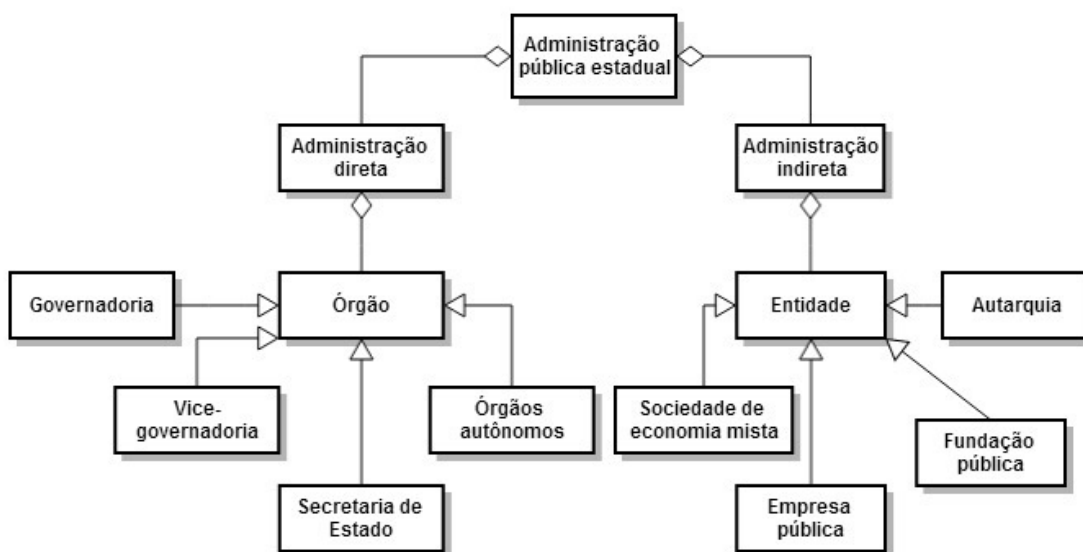 Administração
pública estadual
Administração
direta
Administração
indireta
Governadoria
Órgão
Entidade
Autarquia
Vice-
governadoria
Órgãos
autônomos
Sociedade de
economia mista
Fundação
pública
Secretaria de
Estado
Empresa
pública